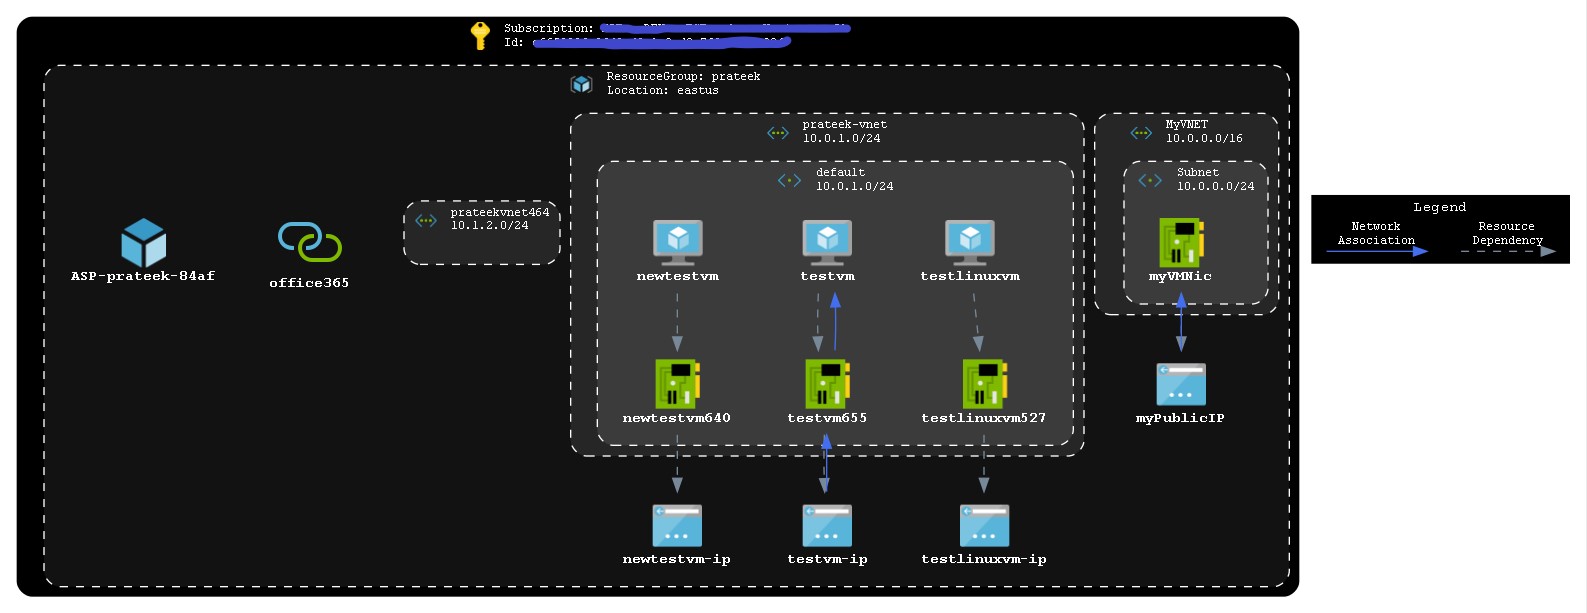 Subscription:
Id:
ResourceGroup: prateek
Location: eastus
prateek-vnet
10.0.1.0/24
MyVNET
10.0.0.0/16
default
10.0.1.0/24
Subnet
10.0.0.0/24
prateekvnet464
10.1.2.0/24
ASP-prateek-84af
office365
newtestvm
testvm
testlinuxvm
myVMNic
newtestvm640
testvm655
testlinuxvm527
myPublicIP
newtestvm-ip
testvm-ip
testlinuxvm-ip
Legend
Network
Association
Resource
Dependency